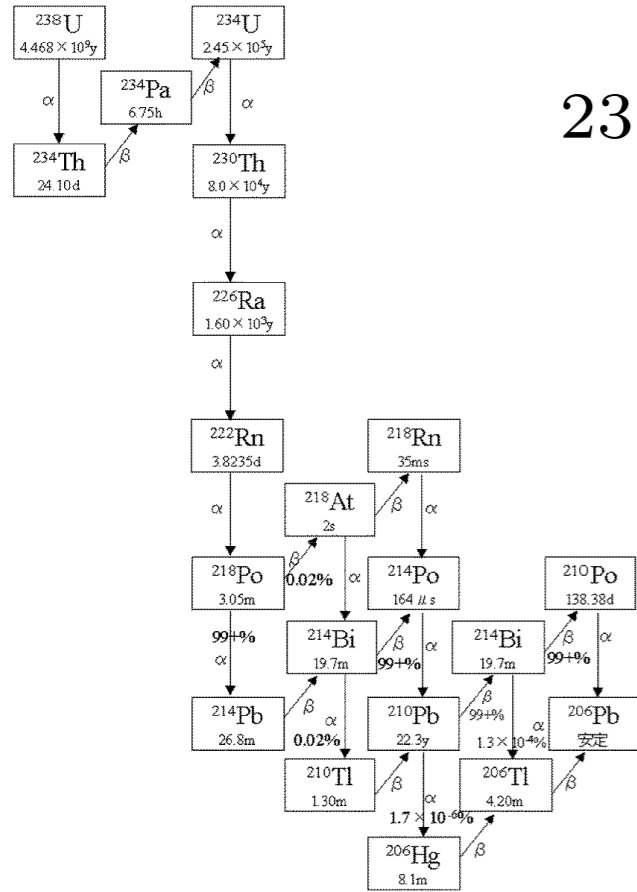 ²³⁸U
4.468×10⁹y
²³⁴U
2.45×10⁵y
²³⁴Pa
6.75h
β
α
α
23
²³⁴Th
24.10d
β
²³⁰Th
8.0×10⁴y
α
²²⁶Ra
1.60×10³y
α
²²²Rn
3.8235d
²¹⁸Rn
35ms
²¹⁸At
2s
β
α
α
²¹⁸Po
3.05m
β
0.02%
α
²¹⁴Po
164μs
²¹⁰Po
138.38d
99+%
α
²¹⁴Bi
19.7m
β
99+%
α
²¹⁴Bi
19.7m
β
99+%
α
²¹⁴Pb
26.8m
β
α
0.02%
²¹⁰Pb
22.3y
β
99+%
α
1.3×10⁻⁴%
²⁰⁶Pb
安定
²¹⁰Tl
1.30m
β
α
1.7×10⁻⁶%
²⁰⁶Tl
4.20m
β
²⁰⁶Hg
8.1m
β